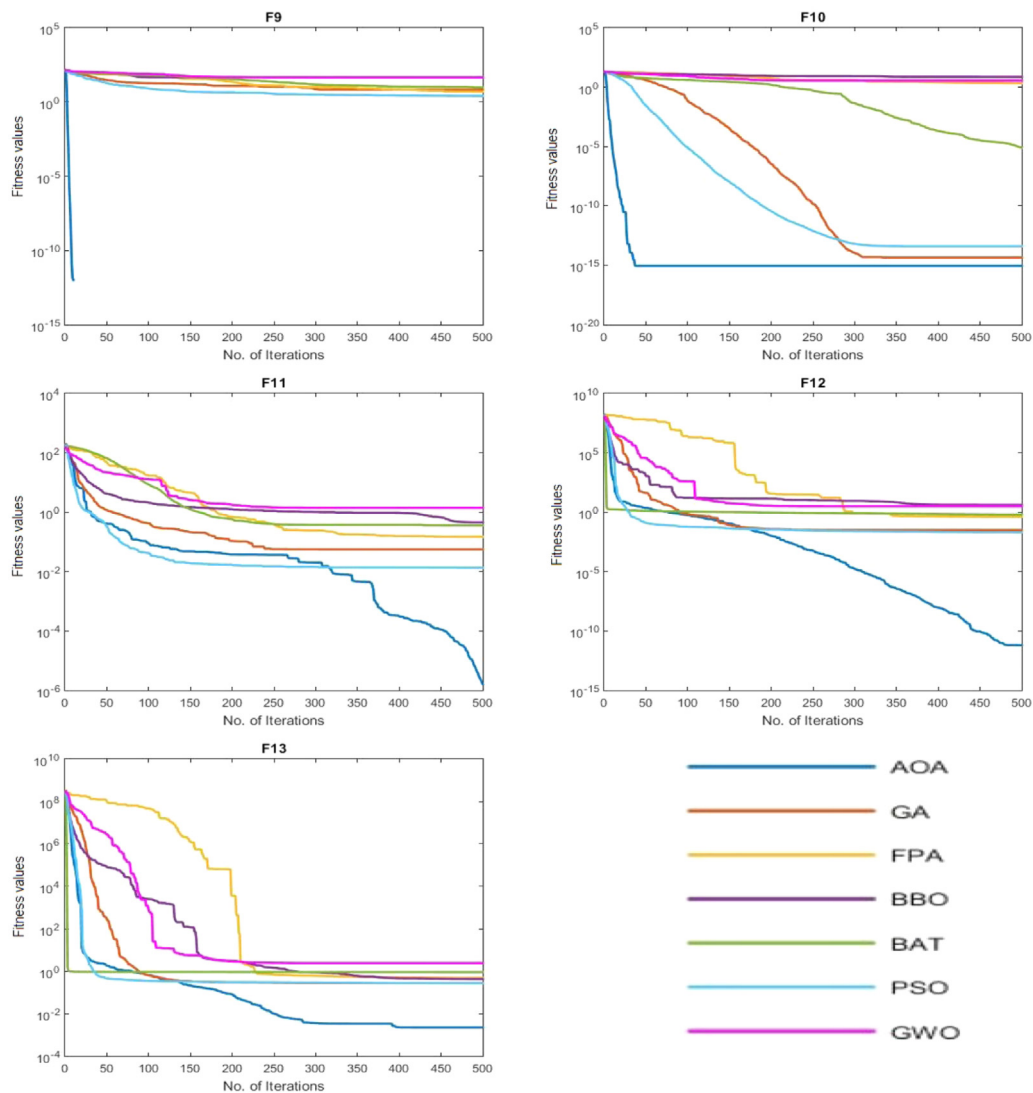 F9
10^5
10^0
10^-5
10^-10
10^-15
Fitness values
0 50 100 150 200 250 300 350 400 450 500
No. of Iterations
F10
10^5
10^0
10^-5
10^-10
10^-15
10^-20
Fitness values
0 50 100 150 200 250 300 350 400 450 500
No. of Iterations
F11
10^4
10^2
10^0
10^-2
10^-4
10^-6
Fitness values
0 50 100 150 200 250 300 350 400 450 500
No. of Iterations
F12
10^10
10^5
10^0
10^-5
10^-10
10^-15
Fitness values
0 50 100 150 200 250 300 350 400 450 500
No. of Iterations
F13
10^10
10^8
10^6
10^4
10^2
10^0
10^-2
10^-4
Fitness values
0 50 100 150 200 250 300 350 400 450 500
No. of Iterations
AOA
GA
FPA
BBO
BAT
PSO
GWO